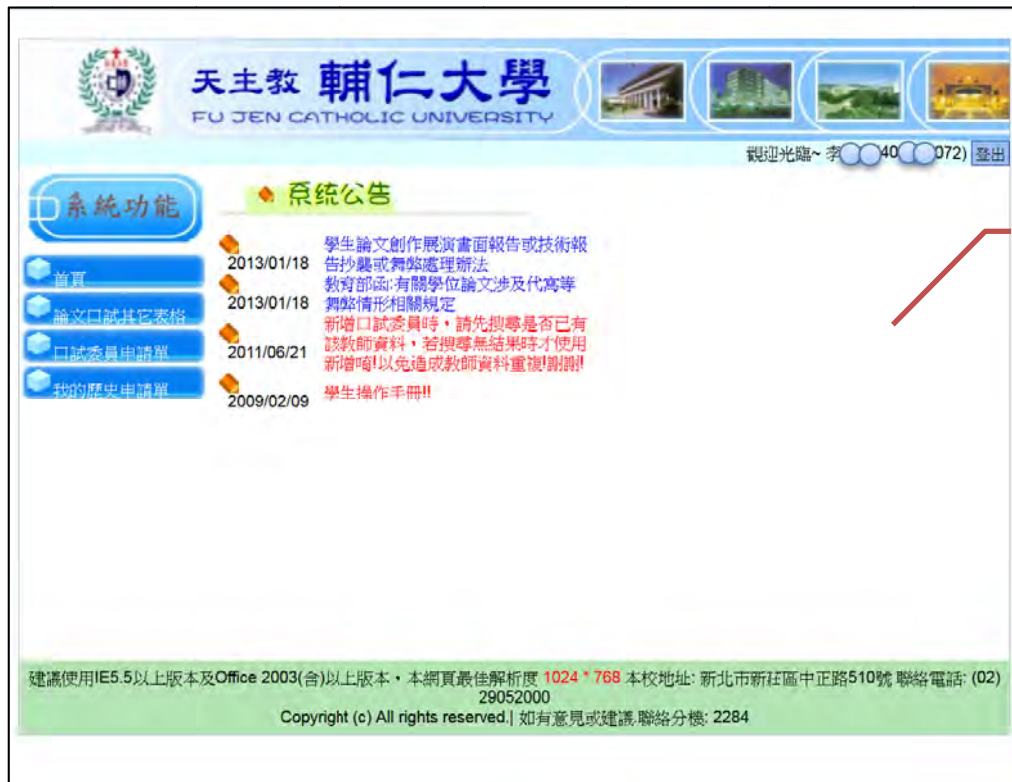 天主教 輔仁大學
FU JEN CATHOLIC UNIVERSITY
觀迎光臨~ 李 40 072) 登出
系統功能
系統公告
首頁
論文口試其它表格
口試委員申請單
我的歷史申請單
2013/01/18
學生論文創作展演書面報告或技術報
告抄襲或舞弊處理辦法
2013/01/18
教育部函:有關學位論文涉及代寫等
舞弊情形相關規定
2011/06/21
新增口試委員時,請先搜尋是否已有
該教師資料,若搜尋無結果時才使用
新增唷!以免造成教師資料重複!謝謝!
2009/02/09
學生操作手冊!!
建議使用IE5.5以上版本及Office 2003(含)以上版本・本網頁最佳解析度 1024 * 768 本校地址: 新北市新莊區中正路510號 聯絡電話: (02)
29052000
Copyright (c) All rights reserved.| 如有意見或建議.聯絡分機: 2284